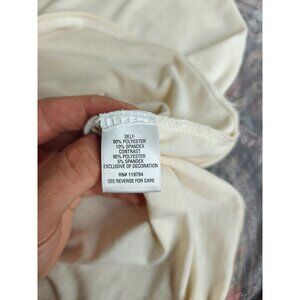 SELF
90% POLYESTER
10% SPANDEX
CONTRAST
95% POLYESTER
5% SPANDEX
EXCLUSIVE OF DECORATION
RN# 119794
SEE REVERSE FOR CARE